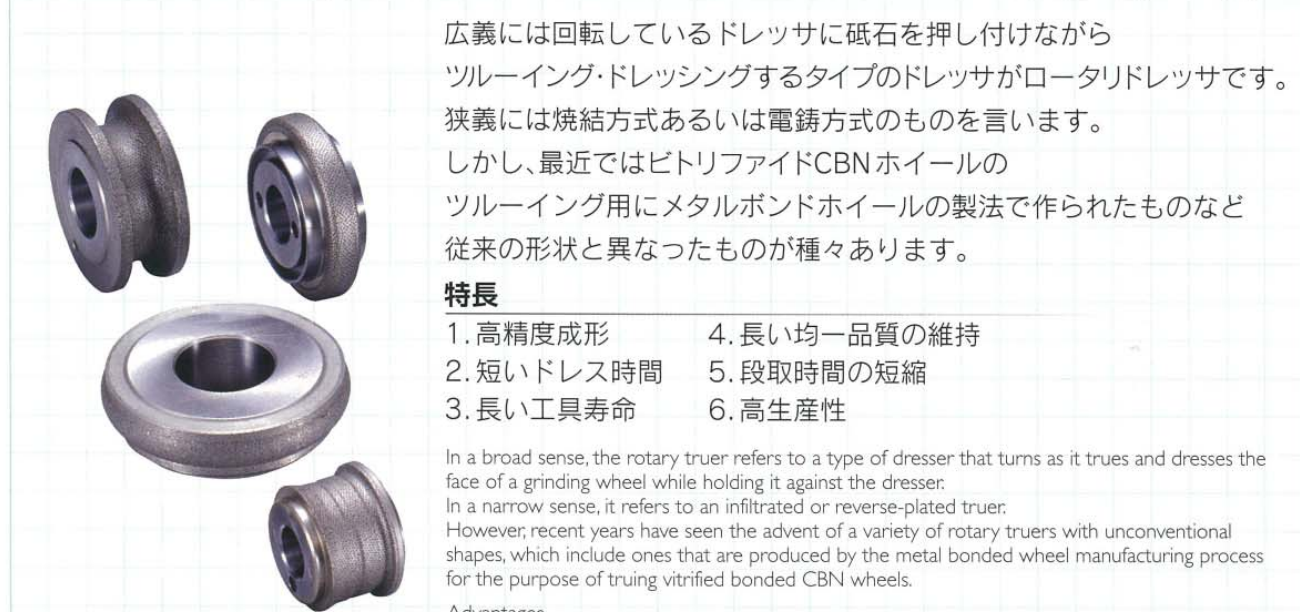 広義には回転しているドレッサに砥石を押し付けながら
ツルーイング・ドレッシングするタイプのドレッサがロータリドレッサです。
狭義には焼結方式あるいは電鋳方式のものを言います。
しかし、最近ではビトリファイドCBNホイールの
ツルーイング用にメタルボンドホイールの製法で作られたものなど
従来の形状と異なったものが種々あります。
特長
1.高精度成形
2.短いドレス時間
3.長い工具寿命
4.長い均一品質の維持
5.段取時間の短縮
6.高生産性
In a broad sense, the rotary truer refers to a type of dresser that turns as it trues and dresses the
face of a grinding wheel while holding it against the dresser.
In a narrow sense, it refers to an infiltrated or reverse-plated truer.
However, recent years have seen the advent of a variety of rotary truers with unconventional
shapes, which include ones that are produced by the metal bonded wheel manufacturing process
for the purpose of truing vitrified bonded CBN wheels.
Advantages